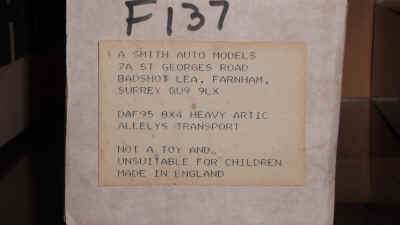 F137
A SMITH AUTO MODELS
7A ST GEORGES ROAD
BADSHOT LEA, FARNHAM,
SURREY GU9 9LX
DAF95 8X4 HEAVY ARTIC
ALLELYS TRANSPORT
NOT A TOY AND
UNSUITABLE FOR CHILDREN
MADE IN ENGLAND